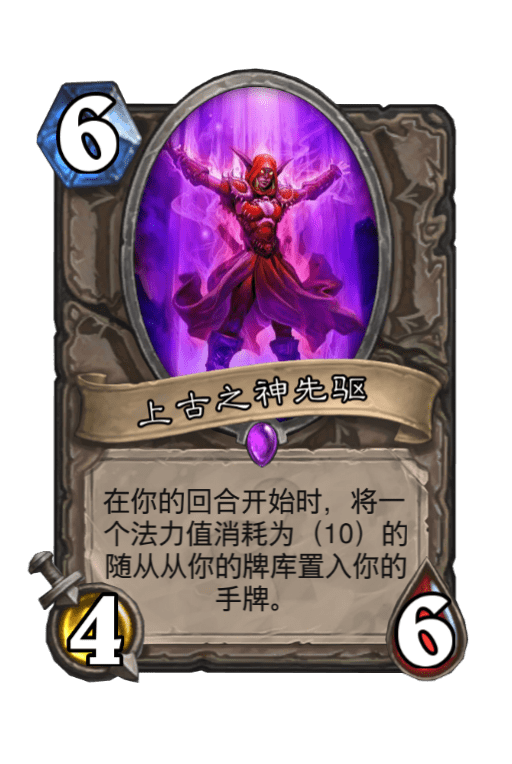 6
上古之神先驱
在你的回合开始时，将一
个法力值消耗为（10）的
随从从你的牌库置入你的
手牌。
4
6